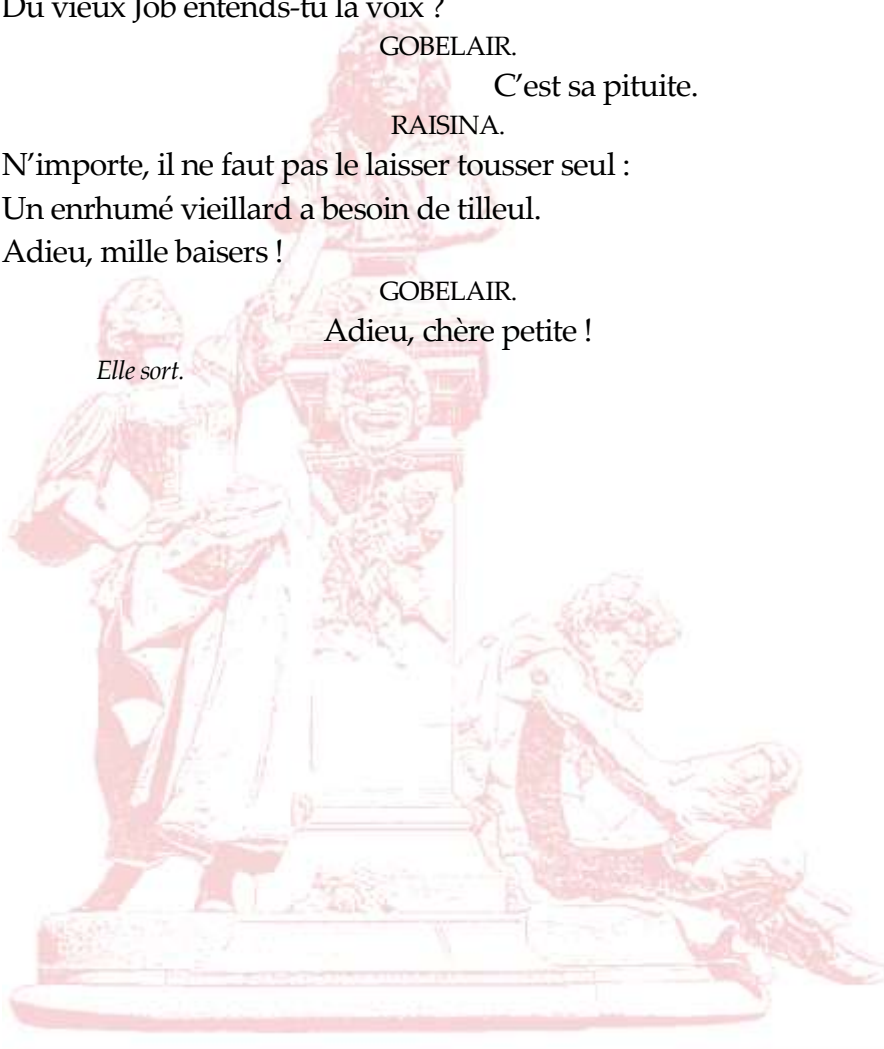 Du vieux Job entends-tu la voix ?
GOBELAIR.
C’est sa pituite.
RAISINA.
N’importe, il ne faut pas le laisser tousser seul :
Un enrhumé vieillard a besoin de tilleul.
Adieu, mille baisers !
GOBELAIR.
Adieu, chère petite !
Elle sort.